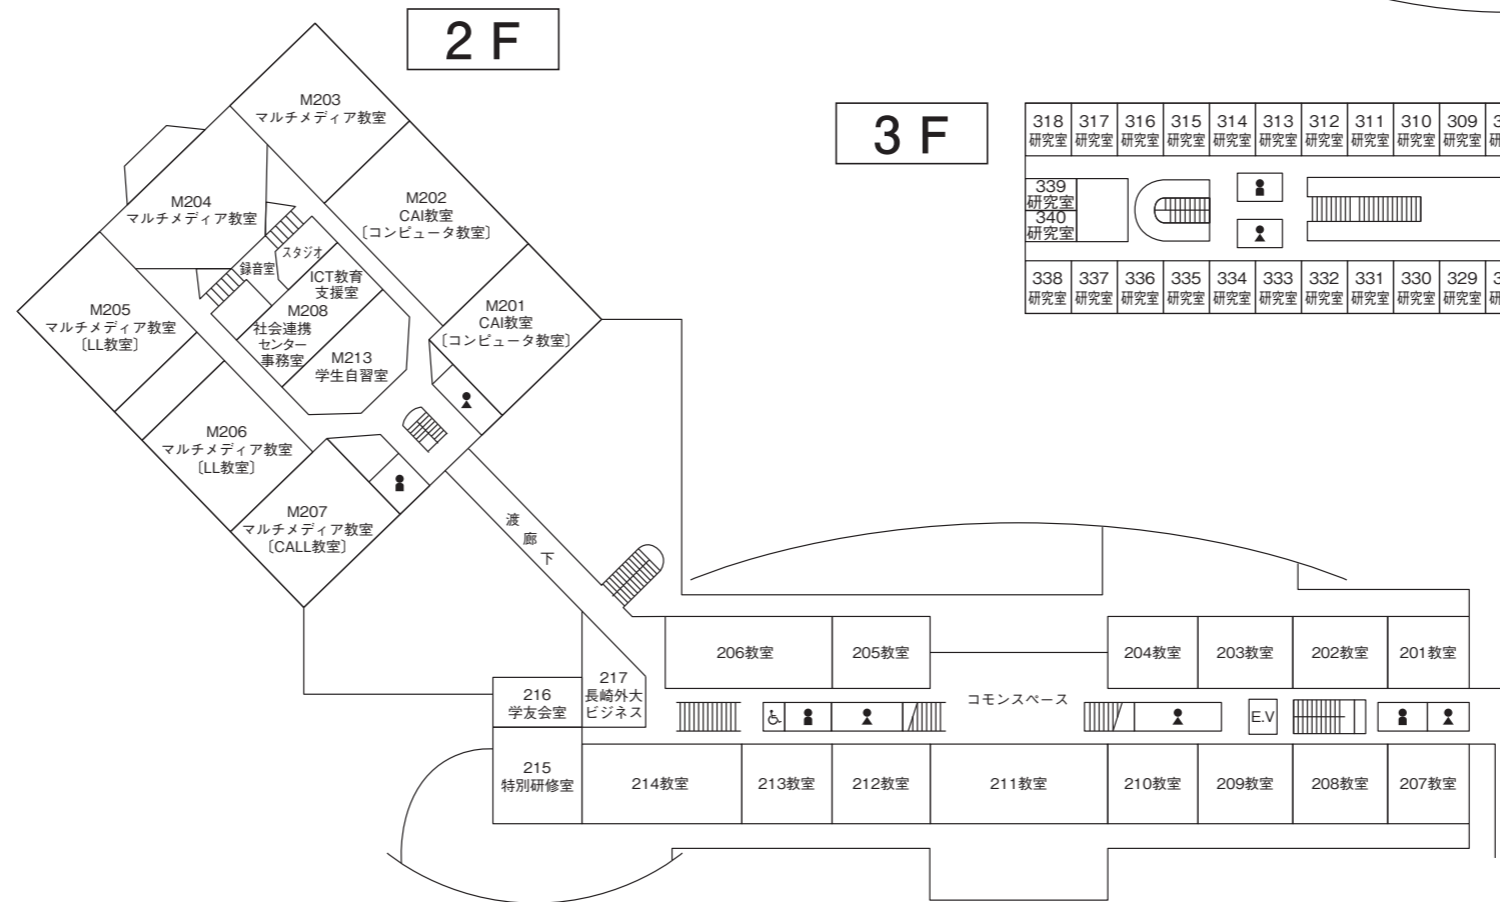 2 F
M203
マルチメディア教室
M204
マルチメディア教室
M202
CAI教室
〔コンピュータ教室〕
スタジオ
録音室
ICT教育
支援室
M208
社会連携
センター
事務室
M213
学生自習室
M201
CAI教室
〔コンピュータ教室〕
M205
マルチメディア教室
〔LL教室〕
M206
マルチメディア教室
〔LL教室〕
M207
マルチメディア教室
〔CALL教室〕
渡
廊
下
206教室
205教室
204教室
203教室
202教室
201教室
217
長崎外大
ビジネス
216
学友会室
コモンスペース
E.V
215
特別研修室
214教室
213教室
212教室
211教室
210教室
209教室
208教室
207教室
3 F
318
研究室
317
研究室
316
研究室
315
研究室
314
研究室
313
研究室
312
研究室
311
研究室
310
研究室
309
研究室
339
研究室
340
研究室
338
研究室
337
研究室
336
研究室
335
研究室
334
研究室
333
研究室
332
研究室
331
研究室
330
研究室
329
研究室